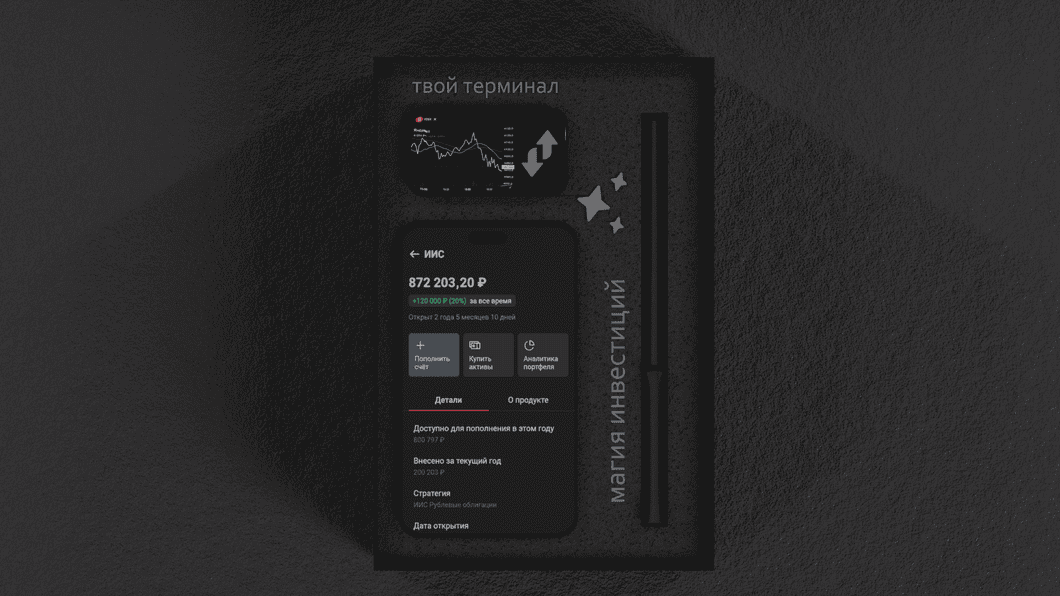 твой терминал
← ИИС
872 203,20 ₽
+120 000 ₽ (20%) за все время
Открыт 2 года 5 месяцев 10 дней
Пополнить
счёт
Купить
активы
Аналитика
портфеля
Детали
О продукте
Доступно для пополнения в этом году
800 797 ₽
Внесено за текущий год
200 203 ₽
Стратегия
ИИС Рублевые облигации
Дата открытия
магия инвестиций